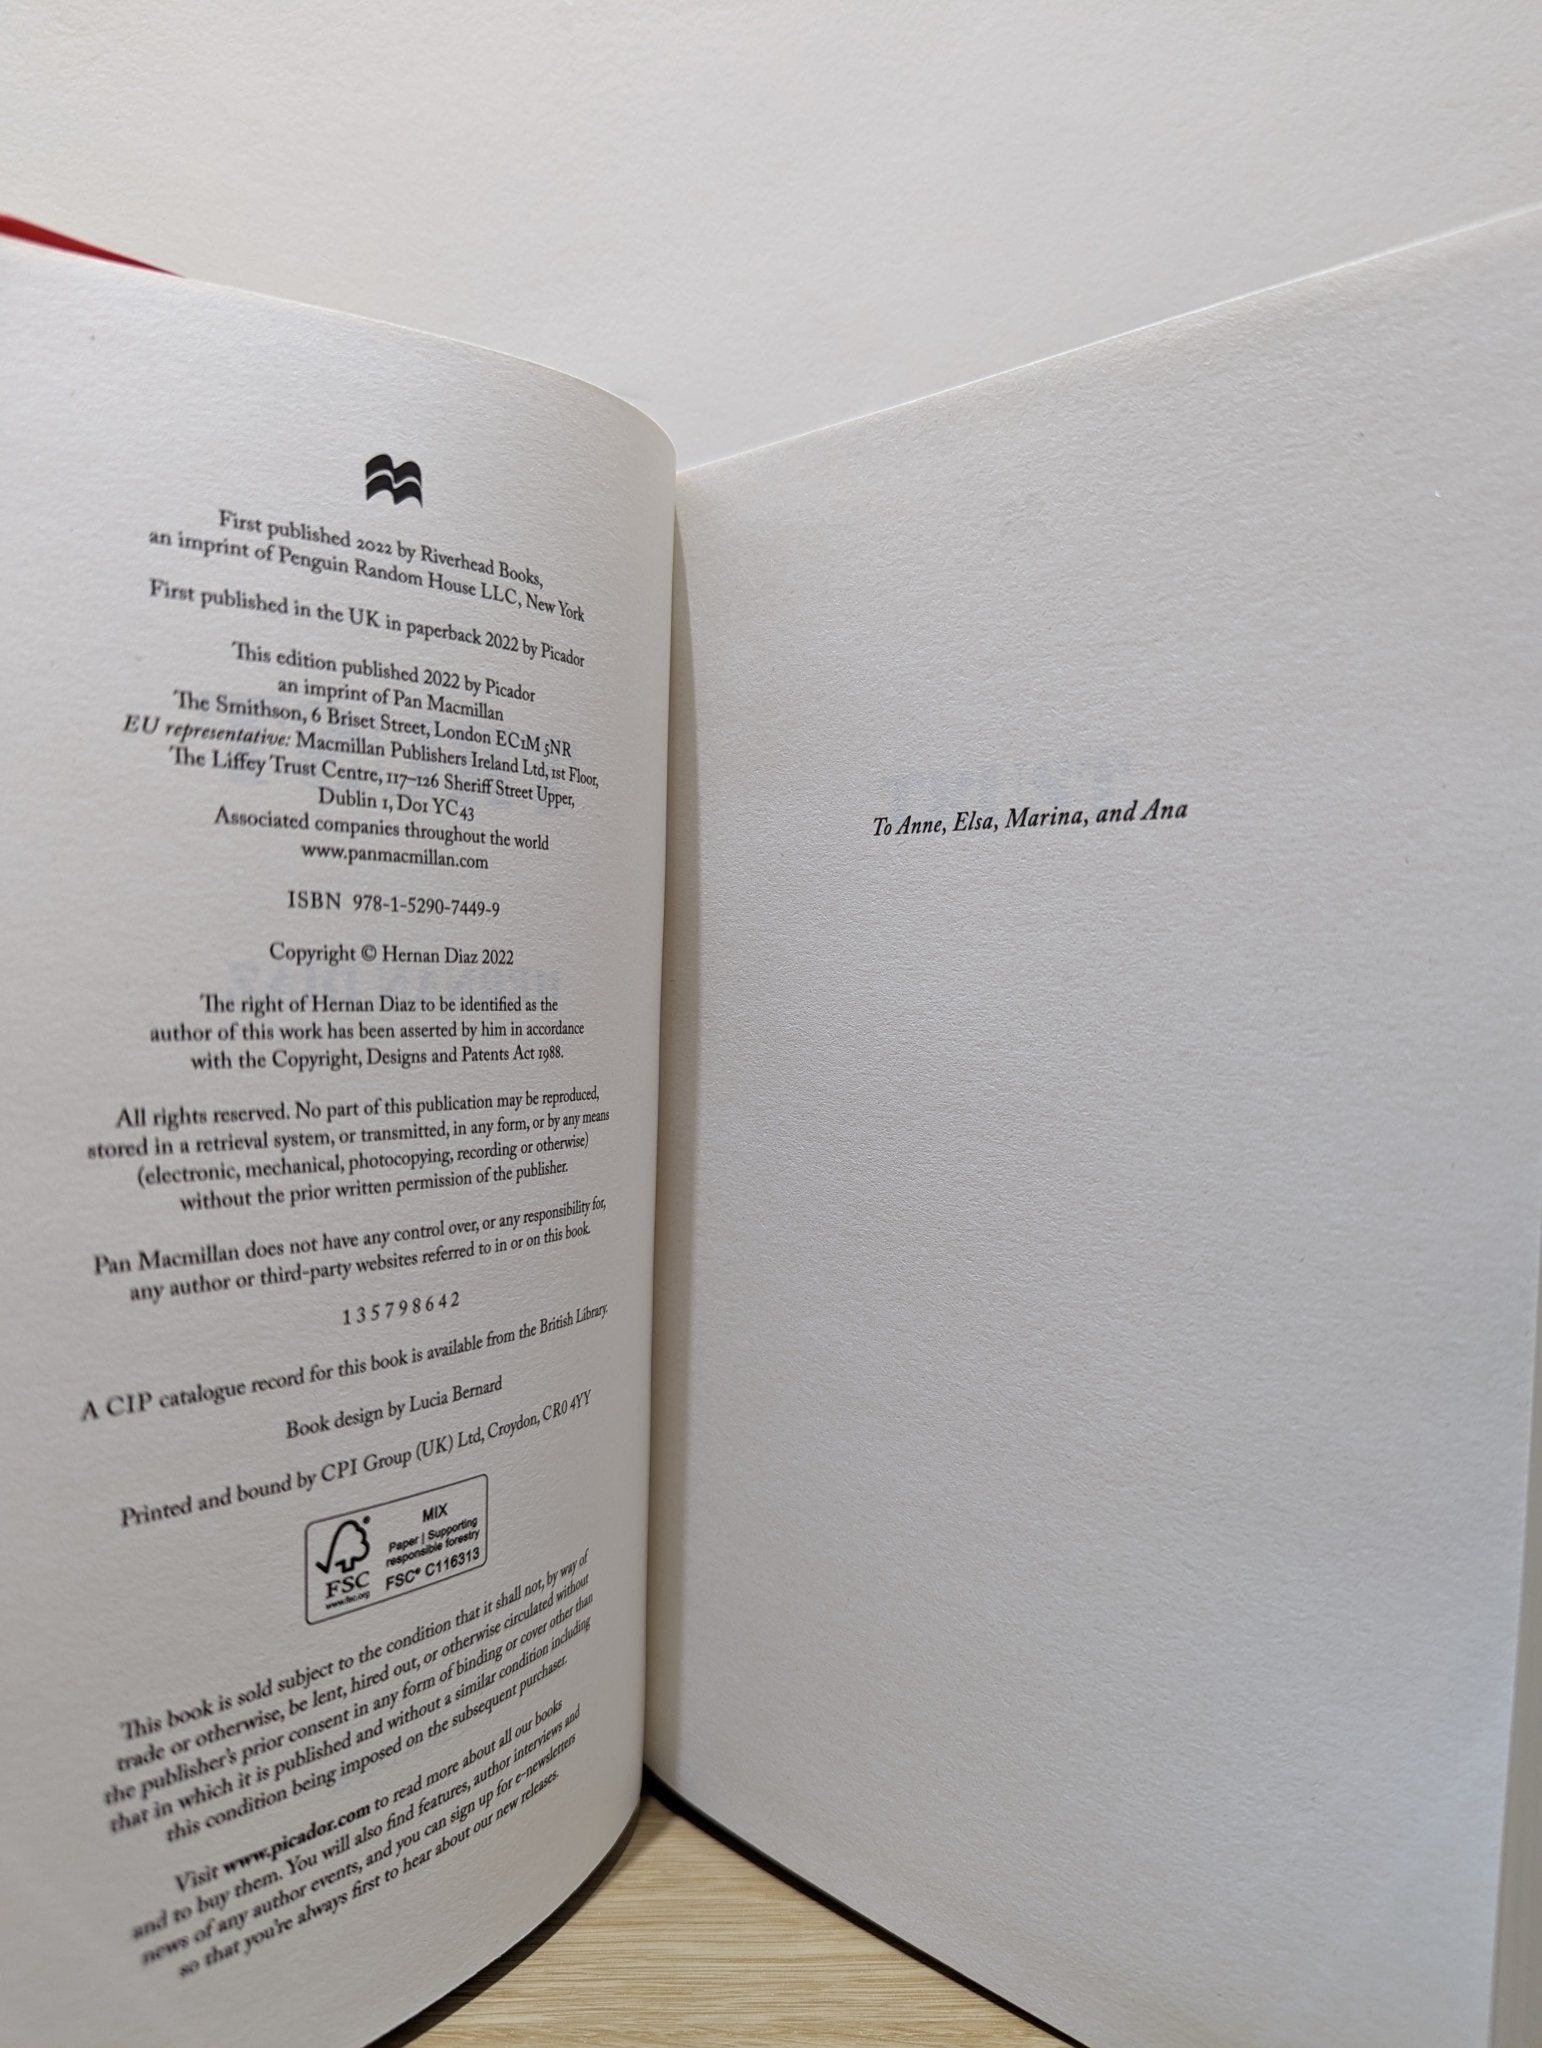 First published 2022 by Riverhead Books,
an imprint of Penguin Random House LLC, New York
First published in the UK in paperback 2022 by Picador
This edition published 2022 by Picador
an imprint of Pan Macmillan
The Smithson, 6 Briset Street, London EC1M 5NR
EU representative: Macmillan Publishers Ireland Ltd, 1st Floor,
The Liffey Trust Centre, 117–126 Sheriff Street Upper,
Dublin 1, D01 YC43
Associated companies throughout the world
www.panmacmillan.com
ISBN 978-1-5290-7449-9
Copyright © Hernan Diaz 2022
The right of Hernan Diaz to be identified as the
author of this work has been asserted by him in accordance
with the Copyright, Designs and Patents Act 1988.
All rights reserved. No part of this publication may be reproduced,
stored in a retrieval system, or transmitted, in any form, or by any means
(electronic, mechanical, photocopying, recording or otherwise)
without the prior written permission of the publisher.
Pan Macmillan does not have any control over, or any responsibility for,
any author or third-party websites referred to in or on this book.
1 3 5 7 9 8 6 4 2
A CIP catalogue record for this book is available from the British Library.
Book design by Lucia Bernard
Printed and bound by CPI Group (UK) Ltd, Croydon, CR0 4YY
MIX
Paper | Supporting
responsible forestry
FSC® C116313
FSC
www.fsc.org
This book is sold subject to the condition that it shall not, by way of
trade or otherwise, be lent, hired out, or otherwise circulated without
the publisher's prior consent in any form of binding or cover other than
that in which it is published and without a similar condition including
this condition being imposed on the subsequent purchaser.
Visit www.picador.com to read more about all our books
and to buy them. You will also find features, author interviews and
news of any author events, and you can sign up for e-newsletters
so that you're always first to hear about our new releases.
To Anne, Elsa, Marina, and Ana